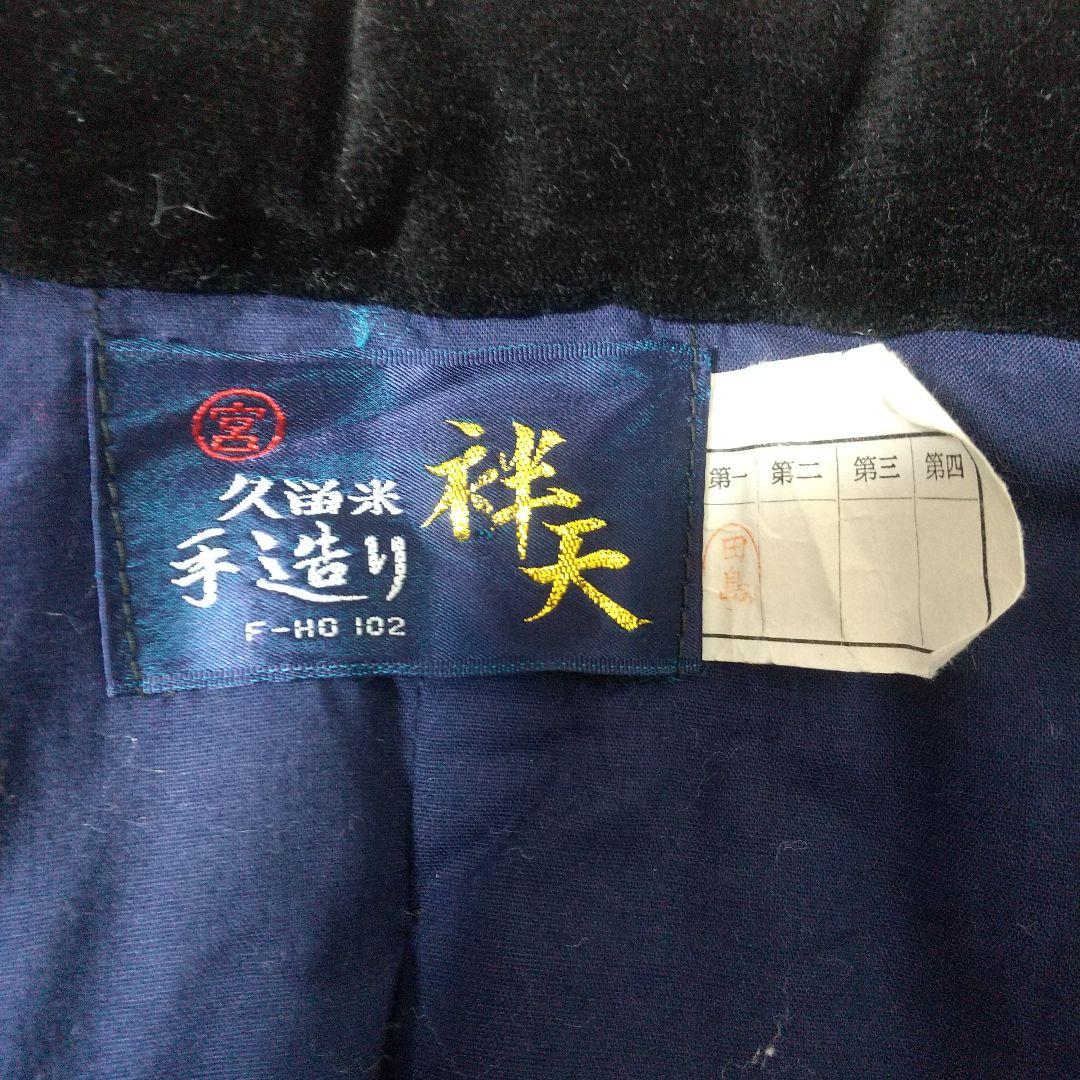 宮
久留米
手造り
F-HO 102
袢天
第一 第二 第三 第四
田島